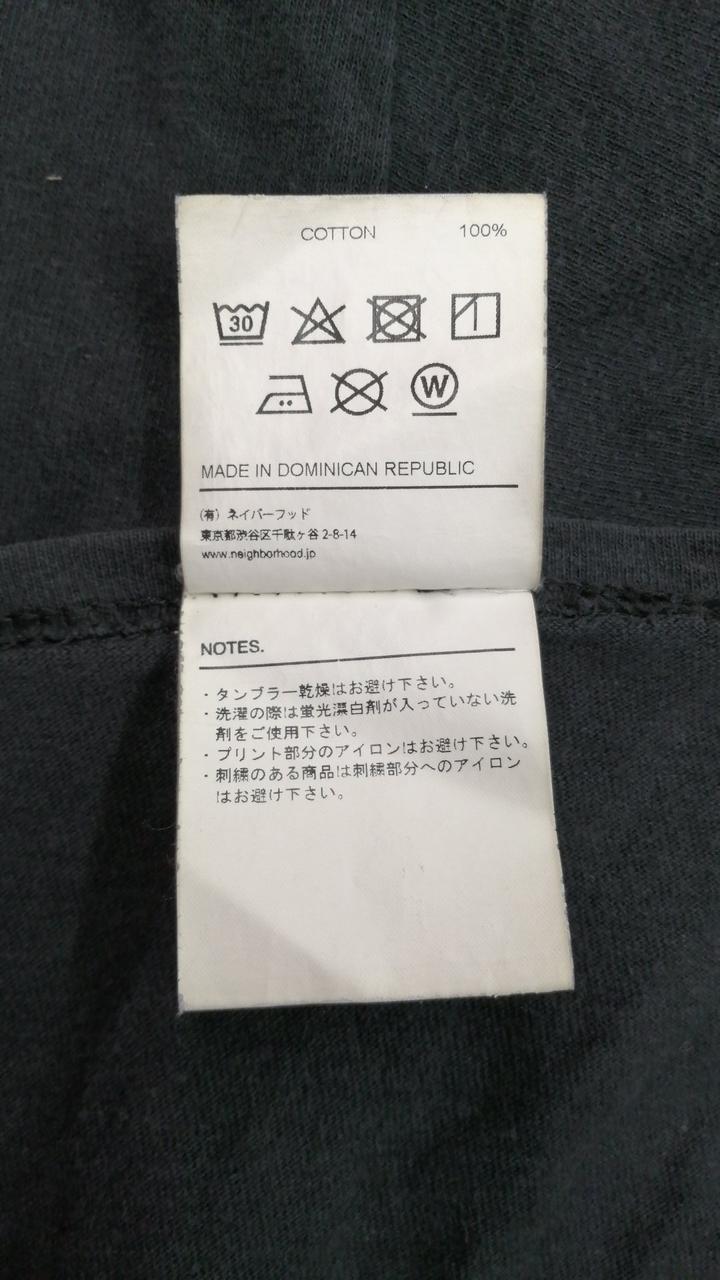 COTTON 100%
30
W
MADE IN DOMINICAN REPUBLIC
(有) ネイバーフッド
東京都渋谷区千駄ヶ谷 2-8-14
www.neighborhood.jp
NOTES.
・タンブラー乾燥はお避け下さい。
・洗濯の際は蛍光漂白剤が入っていない洗
剤をご使用下さい。
・プリント部分のアイロンはお避け下さい。
・刺繍のある商品は刺繍部分へのアイロン
はお避け下さい。